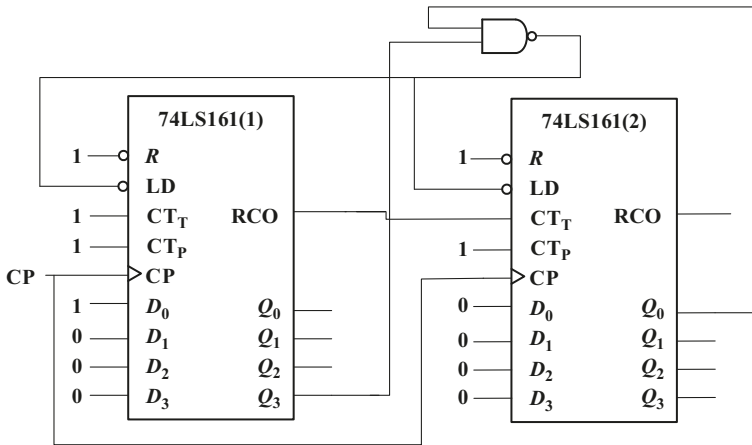 74LS161(1)
1 R
LD
1 CT_T RCO
1 CT_P
CP CP
1 D_0 Q_0
0 D_1 Q_1
0 D_2 Q_2
0 D_3 Q_3
74LS161(2)
1 R
LD
CT_T RCO
1 CT_P
CP
0 D_0 Q_0
0 D_1 Q_1
0 D_2 Q_2
0 D_3 Q_3